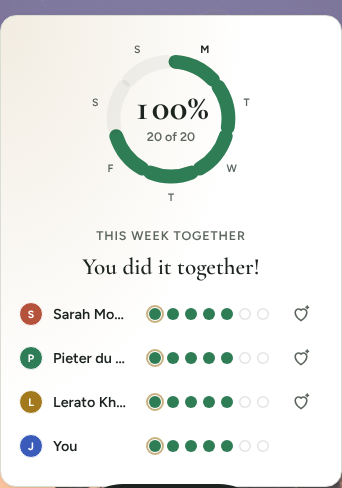 S
M
S
T
100%
20 of 20
F
W
T
THIS WEEK TOGETHER
You did it together!
S Sarah Mo...
P Pieter du ...
L Lerato Kh...
J You